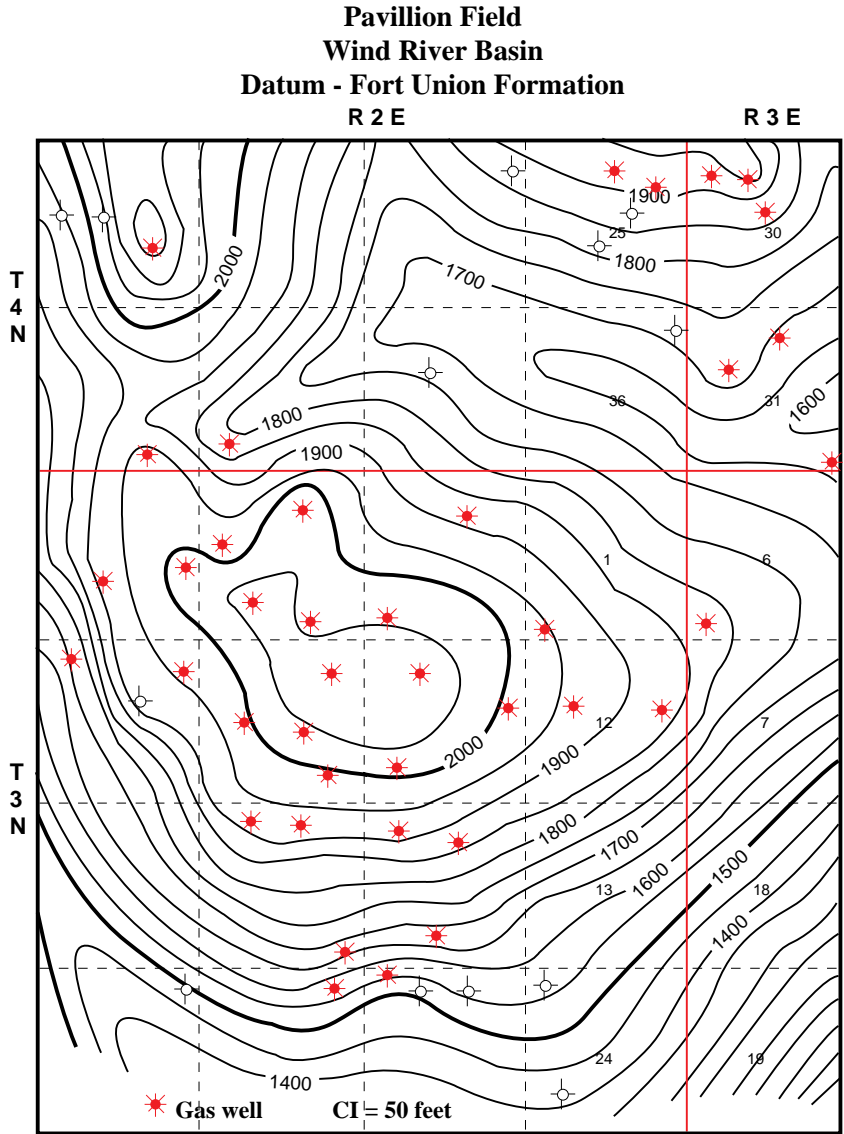 Pavillion Field
Wind River Basin
Datum - Fort Union Formation
R 2 E
R 3 E
1900
25
30
1800
2000
1700
T
4
N
36
31
1600
1800
1900
1
6
12
7
2000
1900
T
3
N
1800
1700
1600
1500
13
18
1400
24
19
1400
Gas well
CI = 50 feet